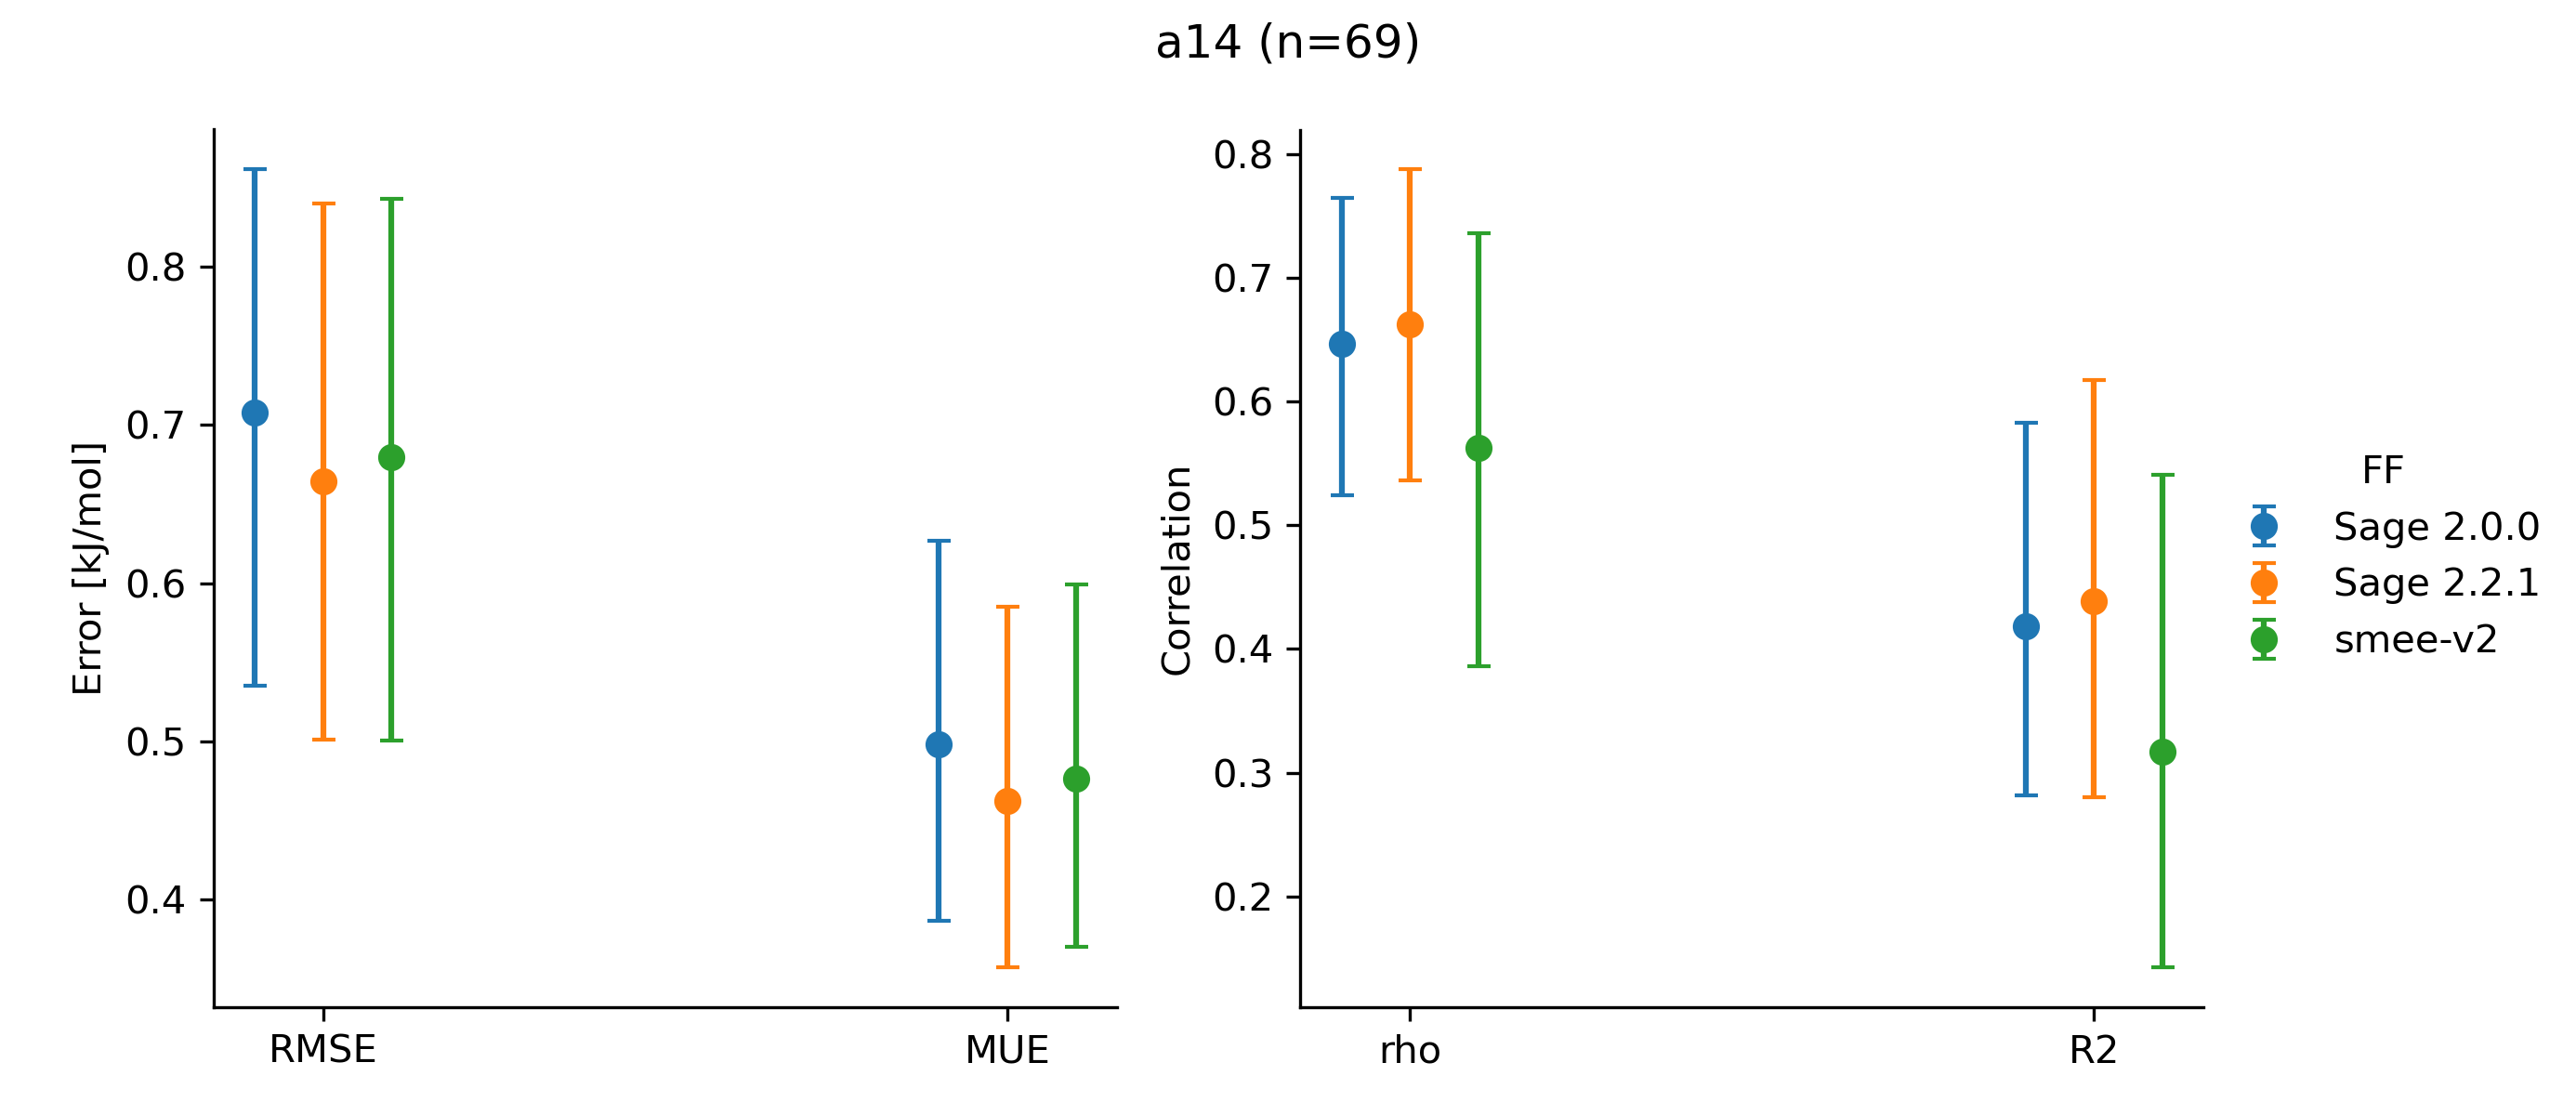 a14 (n=69)
Error [kJ/mol]
0.8
0.7
0.6
0.5
0.4
RMSE
MUE
Correlation
0.8
0.7
0.6
0.5
0.4
0.3
0.2
rho
R2
FF
Sage 2.0.0
Sage 2.2.1
smee-v2